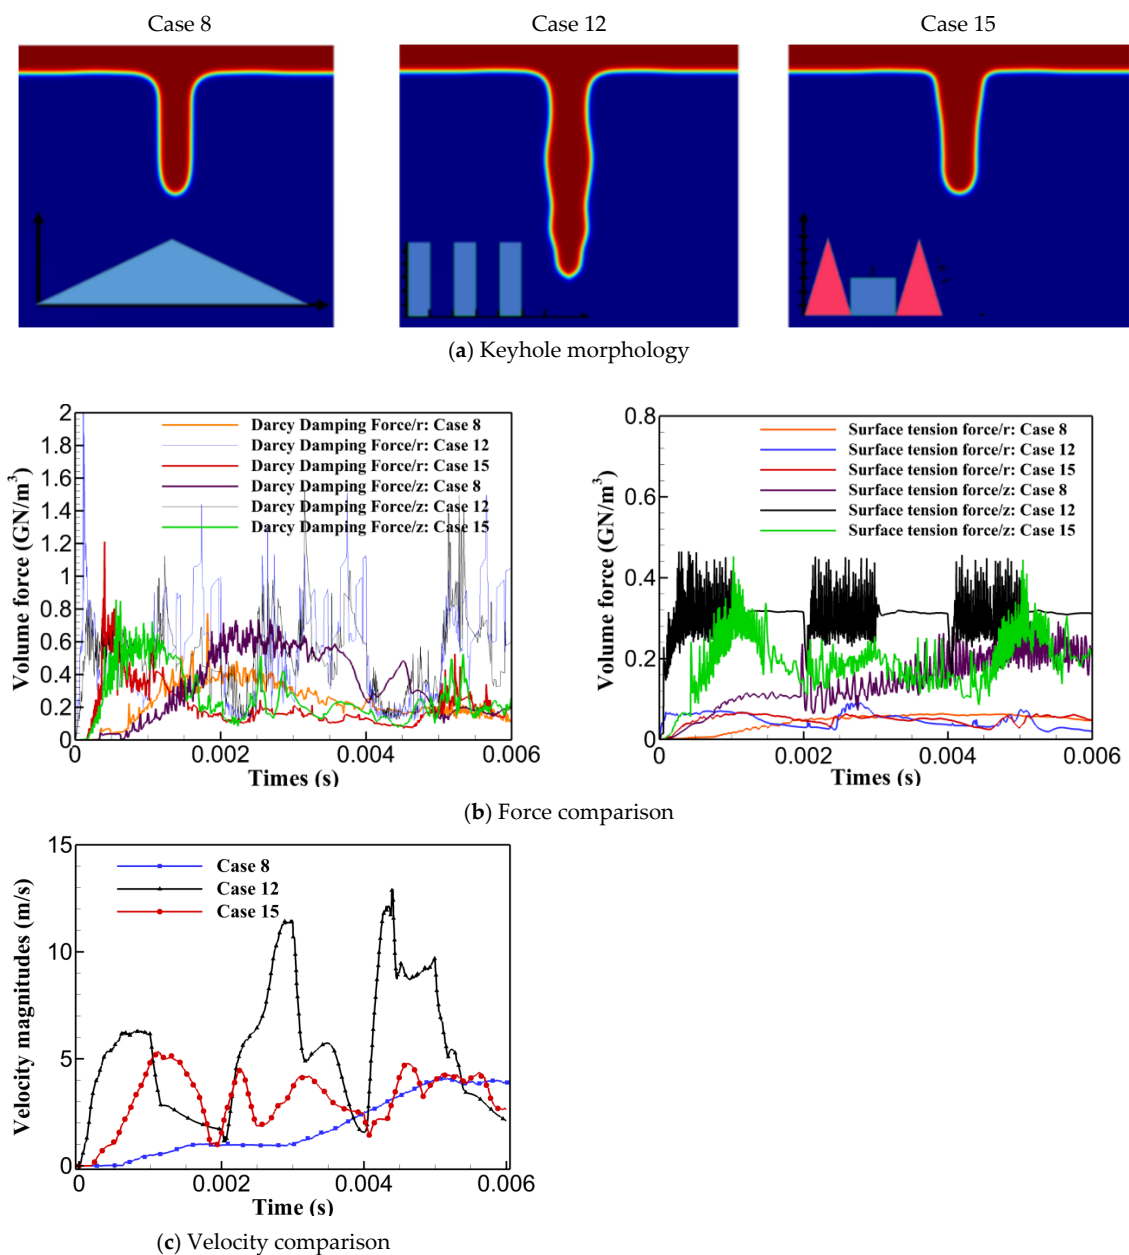 Case 8
Case 12
Case 15
(a) Keyhole morphology
2
1.8
1.6
1.4
1.2
1
0.8
0.6
0.4
0.2
0
Volume force (GN/m³)
Darcy Damping Force/r: Case 8
Darcy Damping Force/r: Case 12
Darcy Damping Force/r: Case 15
Darcy Damping Force/z: Case 8
Darcy Damping Force/z: Case 12
Darcy Damping Force/z: Case 15
0 0.002 0.004 0.006
Times (s)
0.8
0.6
0.4
0.2
0
Volume force (GN/m³)
Surface tension force/r: Case 8
Surface tension force/r: Case 12
Surface tension force/r: Case 15
Surface tension force/z: Case 8
Surface tension force/z: Case 12
Surface tension force/z: Case 15
0 0.002 0.004 0.006
Times (s)
(b) Force comparison
15
10
5
0
Velocity magnitudes (m/s)
Case 8
Case 12
Case 15
0 0.002 0.004 0.006
Time (s)
(c) Velocity comparison